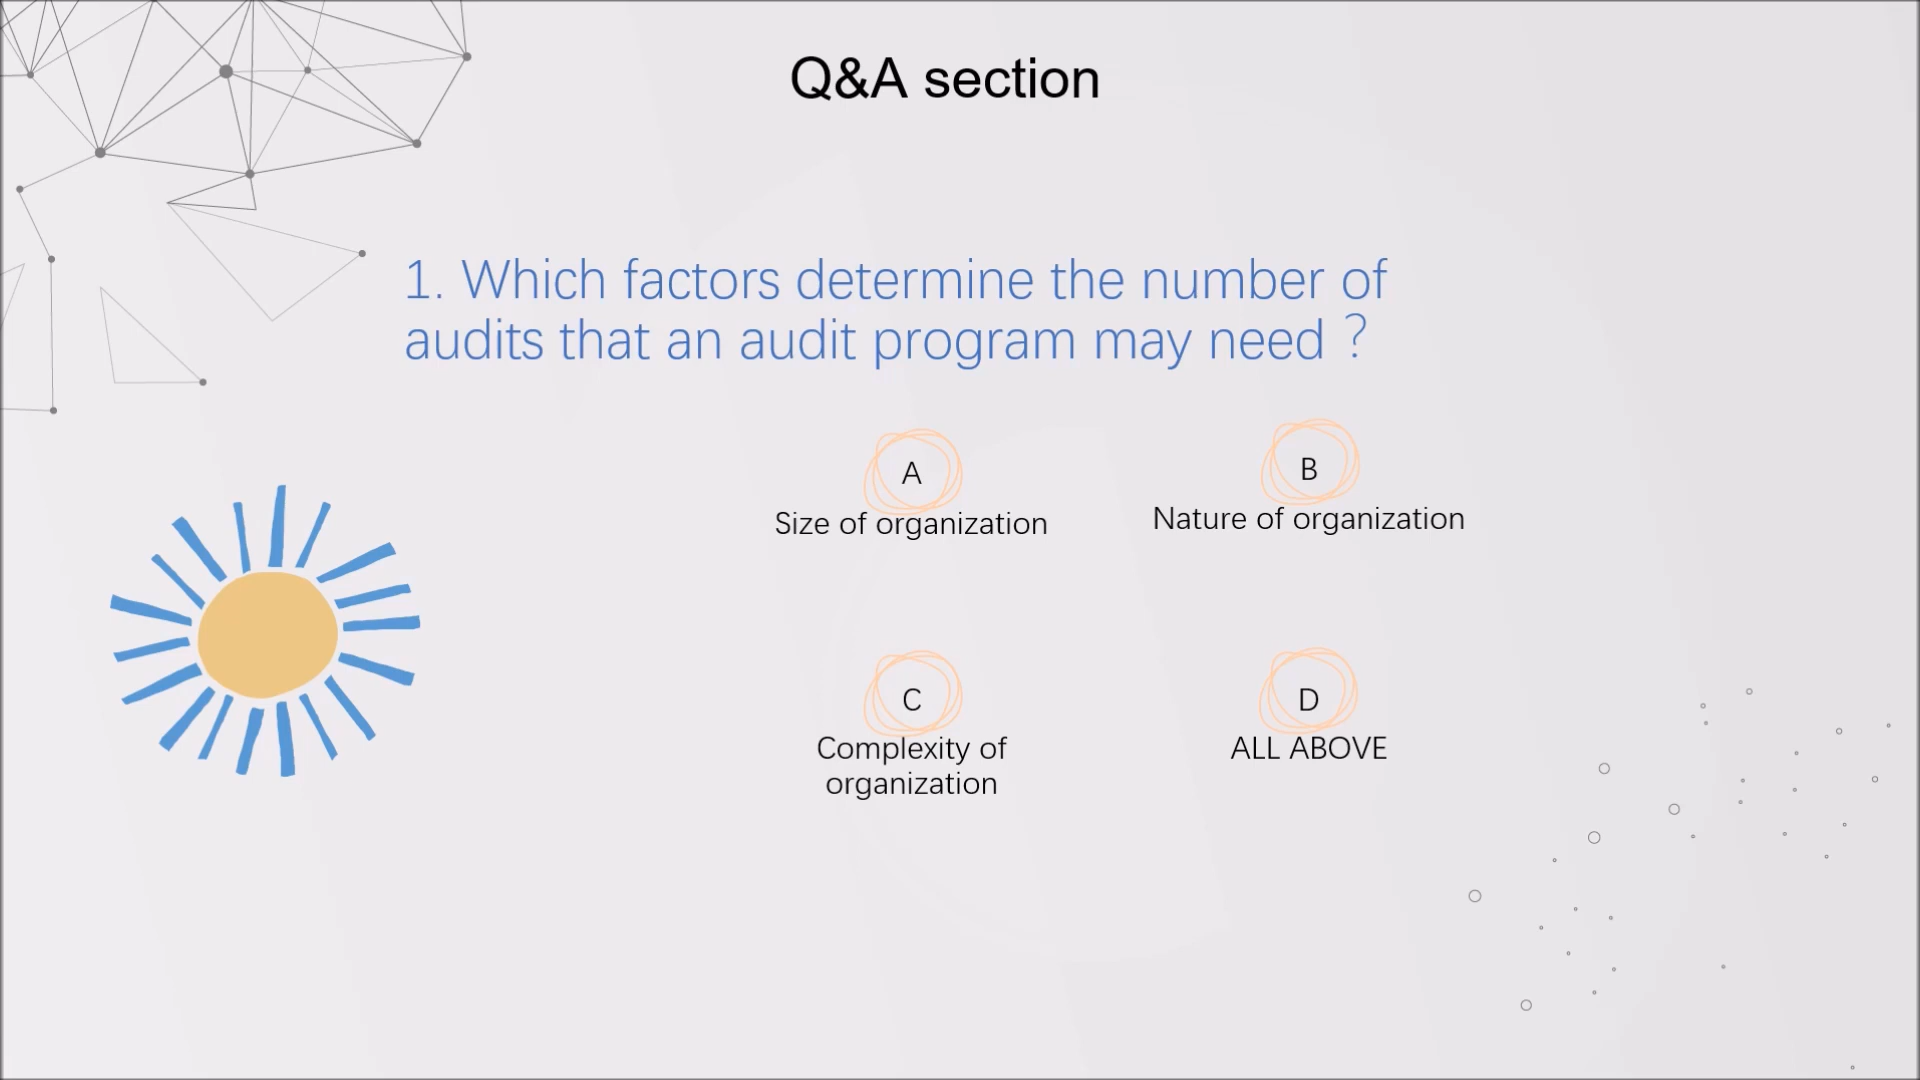 Q&A section
1. Which factors determine the number of
audits that an audit program may need ?
A
Size of organization
B
Nature of organization
C
Complexity of
organization
D
ALL ABOVE